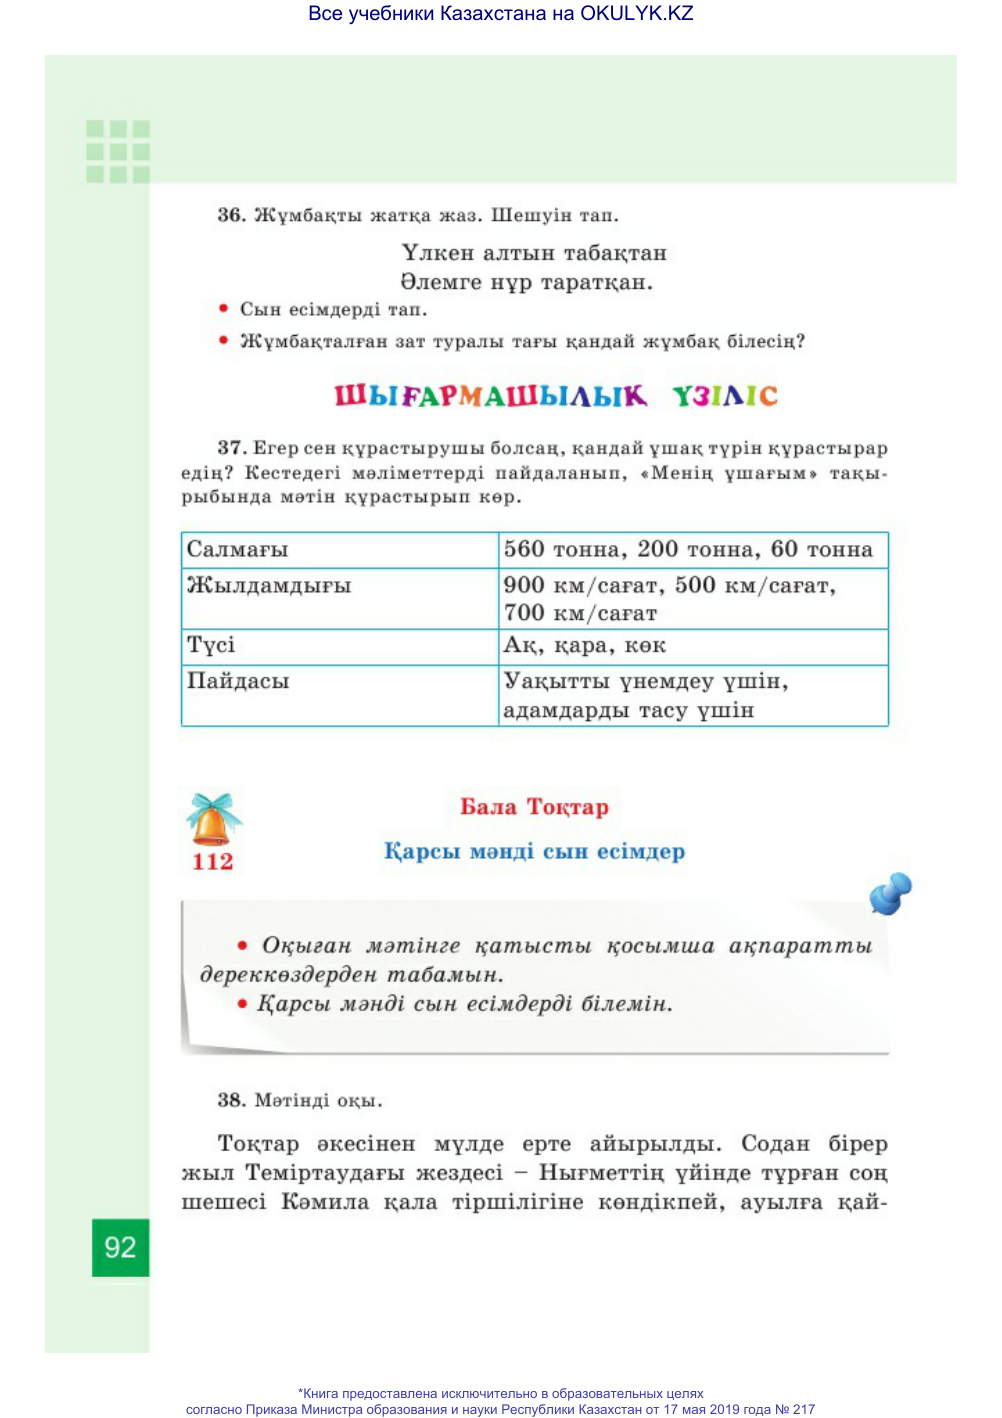 Все учебники Казахстана на OKULYK.KZ
36. Жұмбақты жатқа жаз. Шешуін тап.
Үлкен алтын табақтан
Әлемге нұр таратқан.
• Сын есімдерді тап.
• Жұмбақталған зат туралы тағы қандай жұмбақ білесің?
ШЫҒАРМАШЫЛЫҚ ҮЗІЛІС
37. Егер сен құрастырушы болсаң, қандай ұшақ түрін құрастырар
едің? Кестедегі мәліметтерді пайдаланып, «Менің ұшағым» тақы-
рыбында мәтін құрастырып көр.
Салмағы 560 тонна, 200 тонна, 60 тонна
Жылдамдығы 900 км/сағат, 500 км/сағат,
700 км/сағат
Түсі Ақ, қара, көк
Пайдасы Уақытты үнемдеу үшін,
адамдарды тасу үшін
Бала Тоқтар
112
Қарсы мәнді сын есімдер
• Оқыған мәтінге қатысты қосымша ақпаратты
дереккөздерден табамын.
• Қарсы мәнді сын есімдерді білемін.
38. Мәтінді оқы.
Тоқтар әкесінен мүлде ерте айырылды. Содан бірер
жыл Теміртаудағы жездесі – Нығметтің үйінде тұрған соң
шешесі Кәмила қала тіршілігіне көндікпей, ауылға қай-
92
*Книга предоставлена исключительно в образовательных целях
согласно Приказа Министра образования и науки Республики Казахстан от 17 мая 2019 года № 217